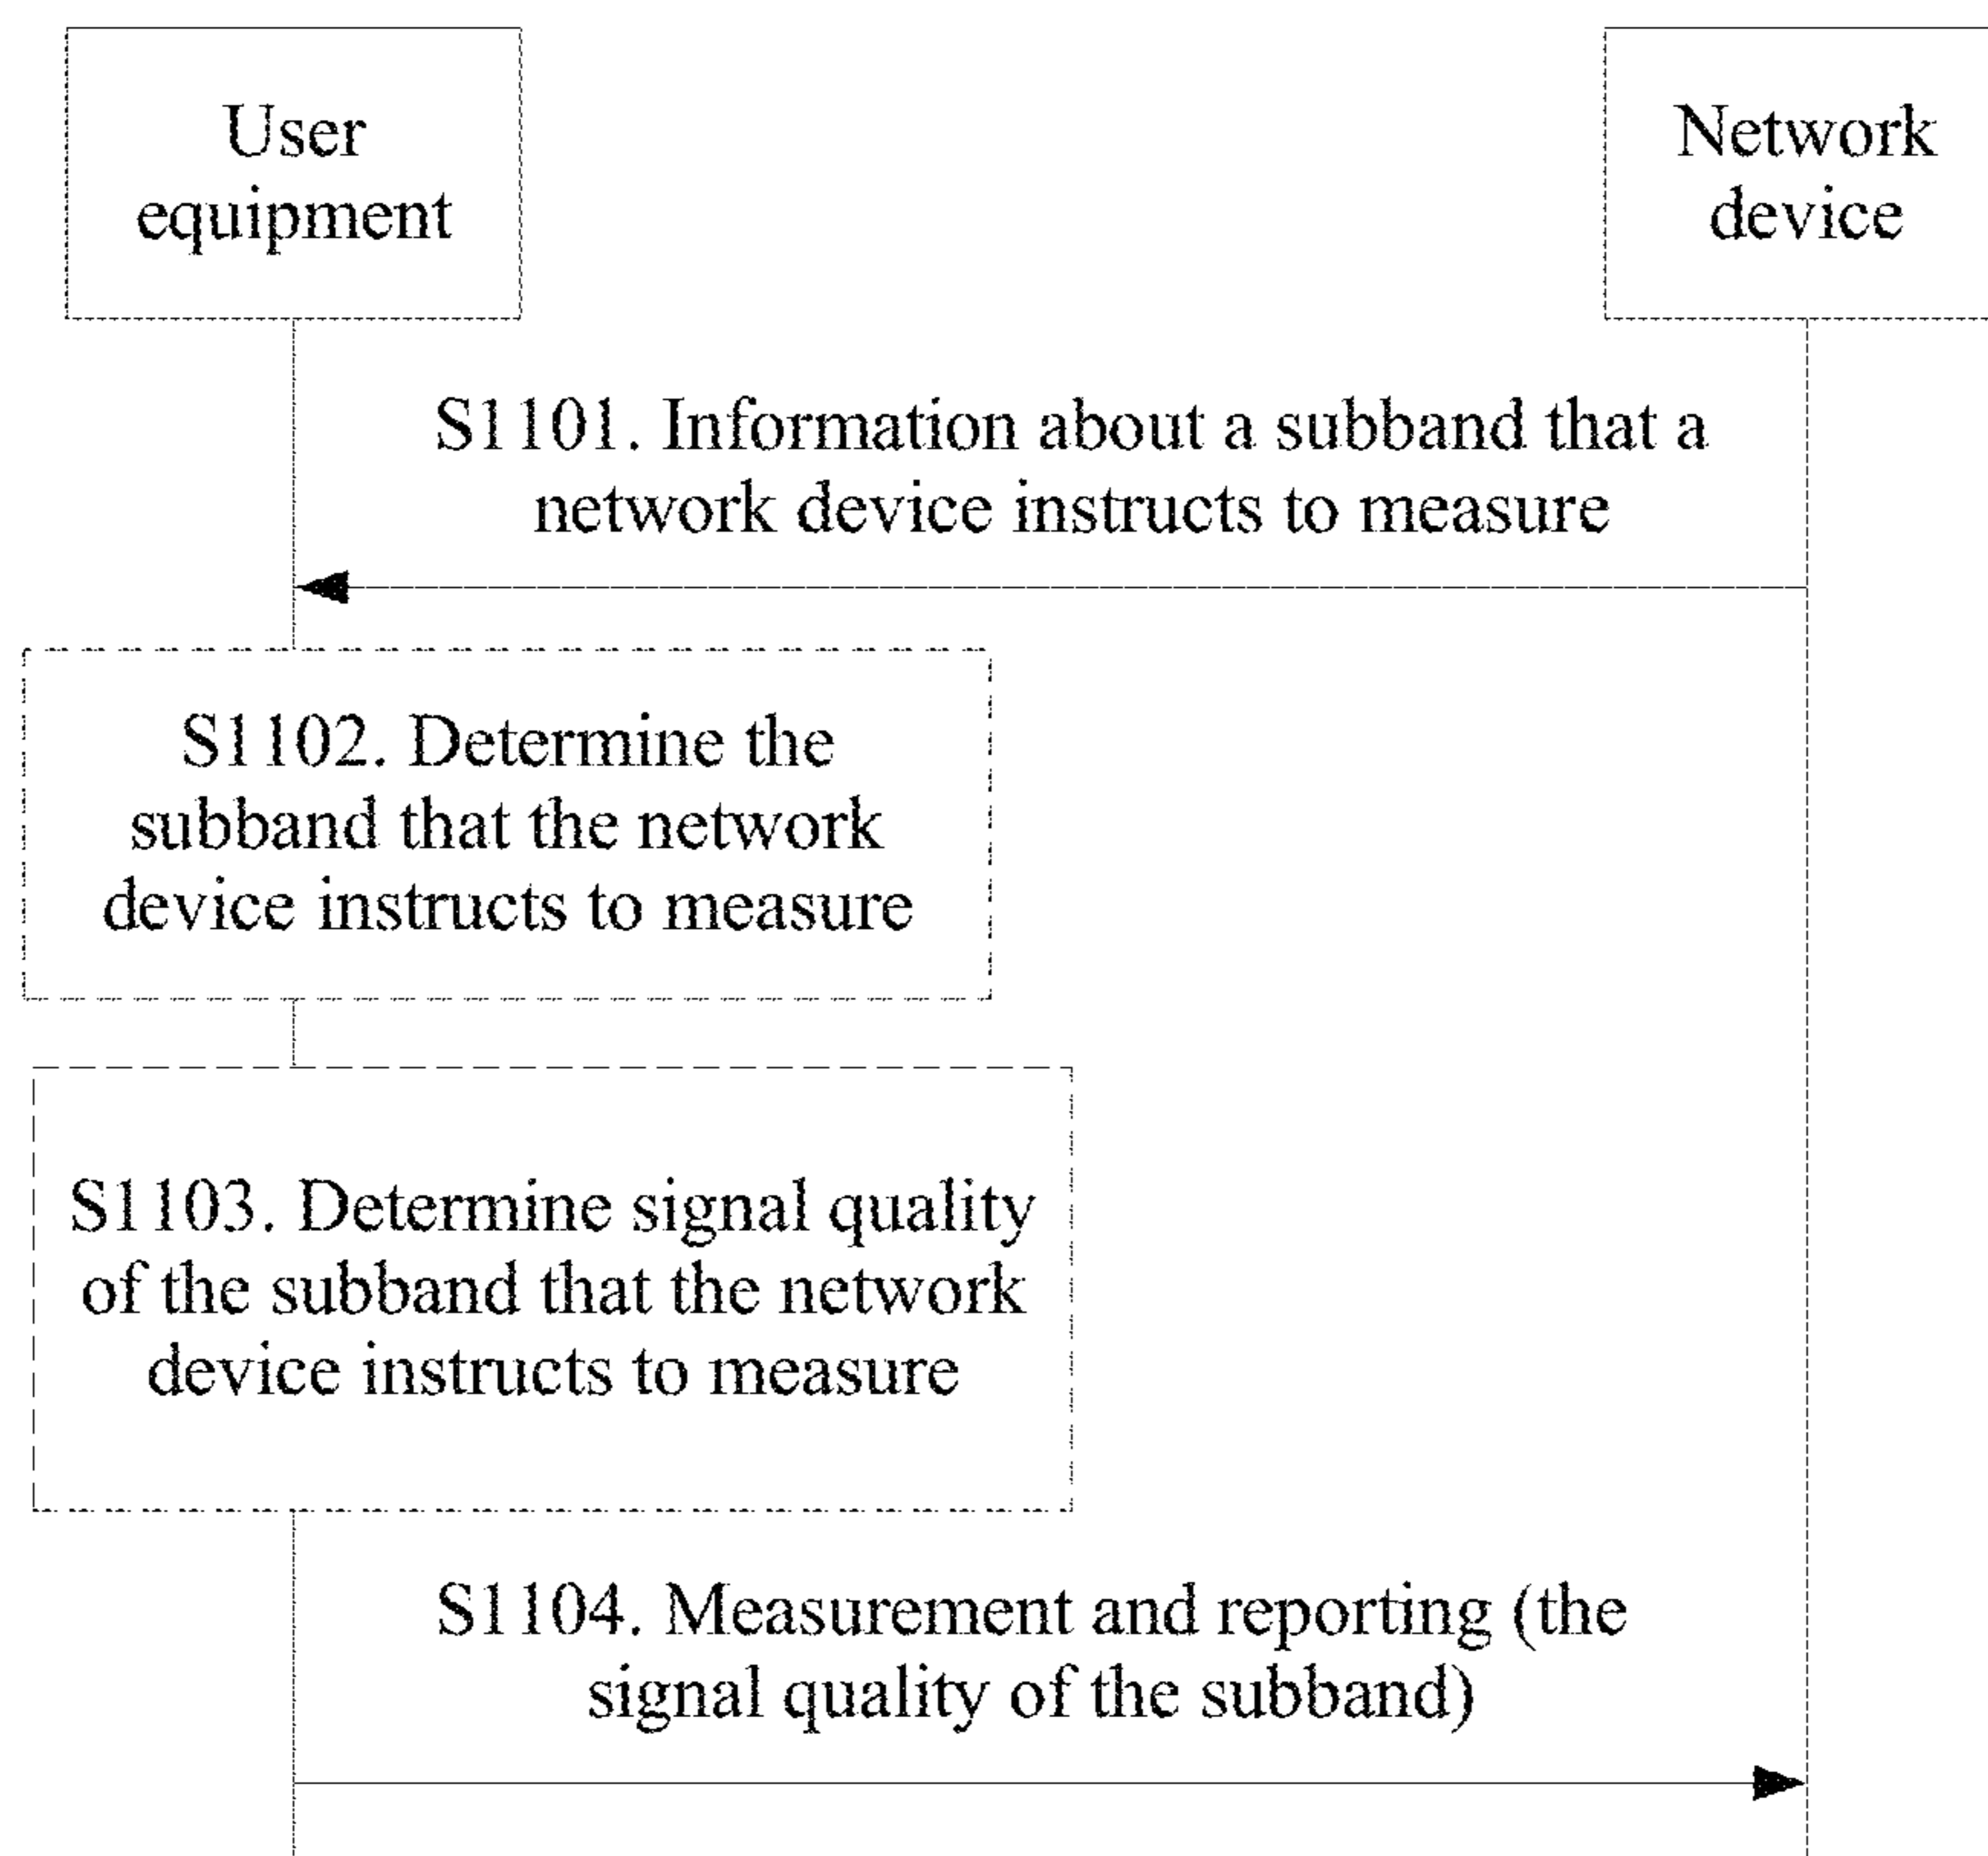 User
equipment
Network
device
S1101. Information about a subband that a
network device instructs to measure
S1102. Determine the
subband that the network
device instructs to measure
S1103. Determine signal quality
of the subband that the network
device instructs to measure
S1104. Measurement and reporting (the
signal quality of the subband)